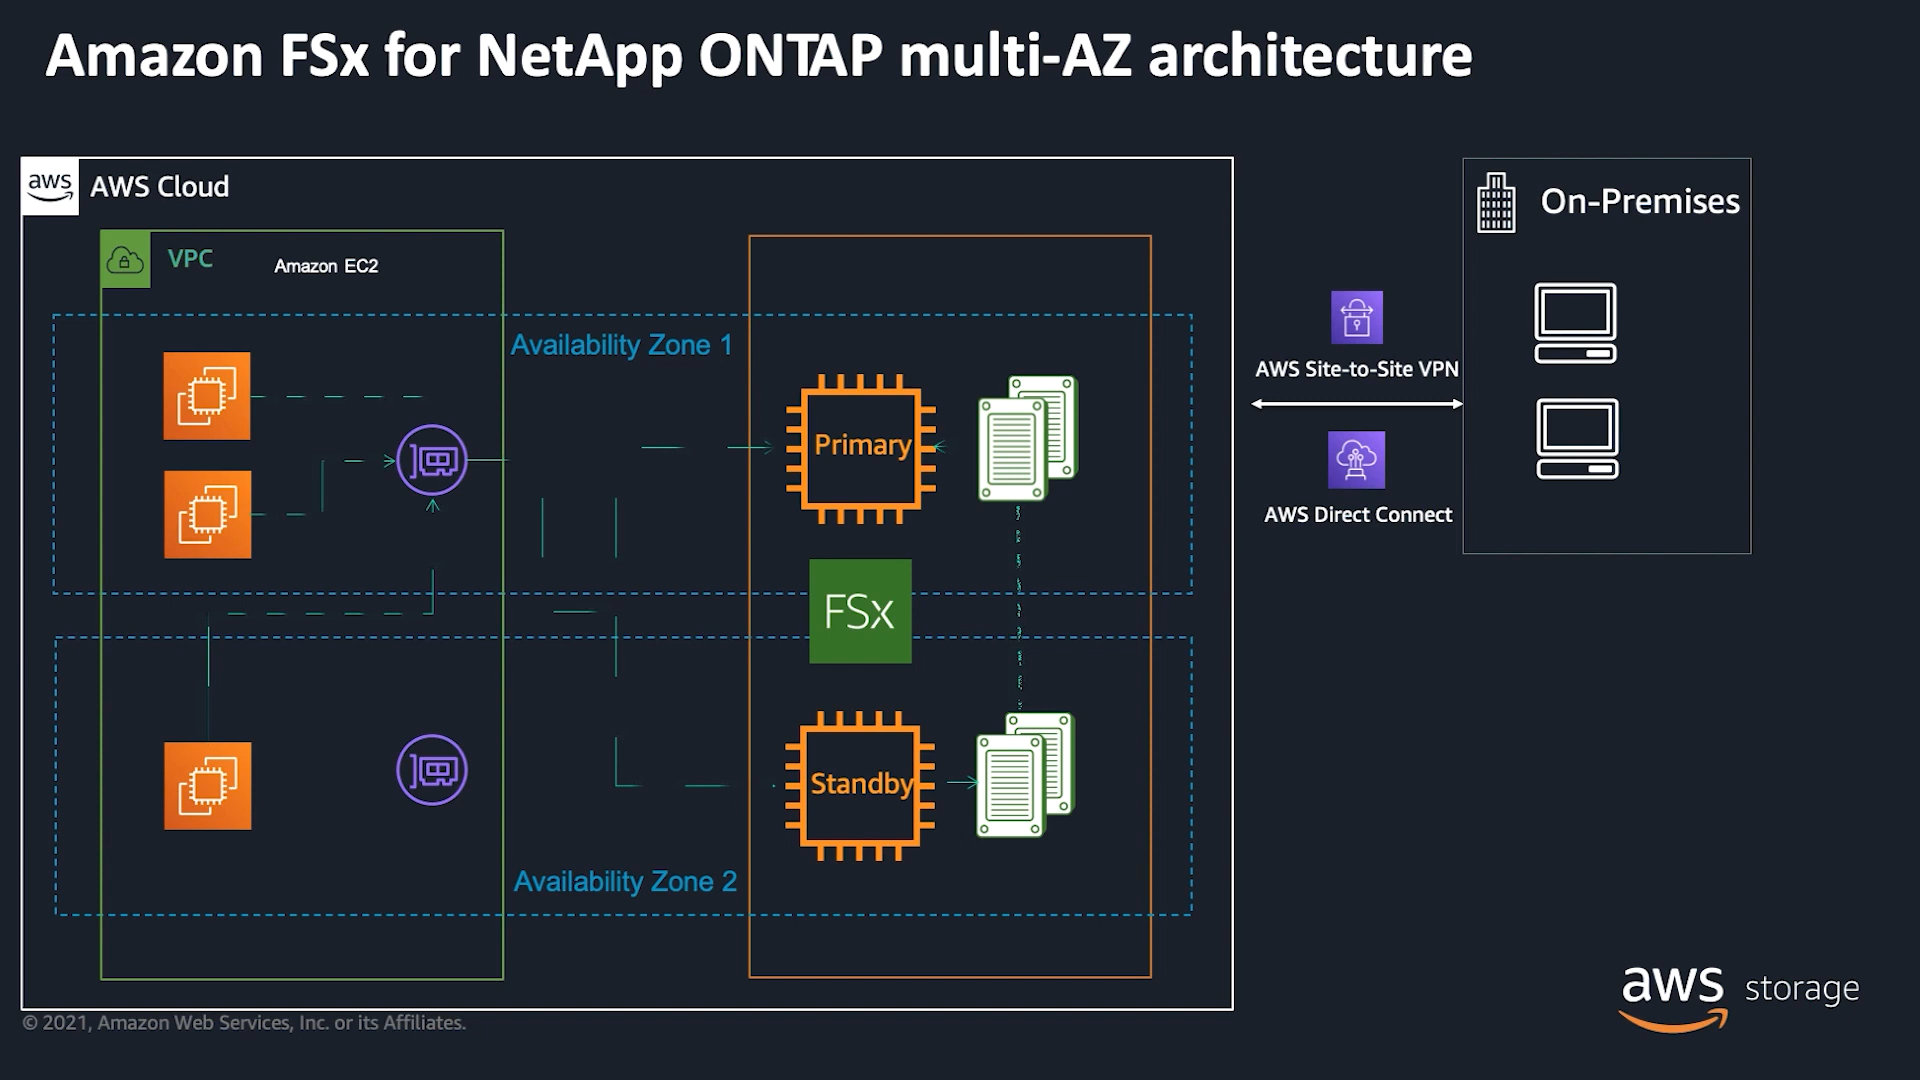 Amazon FSx for NetApp ONTAP multi-AZ architecture
aws
AWS Cloud
VPC
Amazon EC2
Availability Zone 1
Primary
FSx
Standby
Availability Zone 2
On-Premises
AWS Site-to-Site VPN
AWS Direct Connect
aws storage
© 2021, Amazon Web Services, Inc. or its Affiliates.